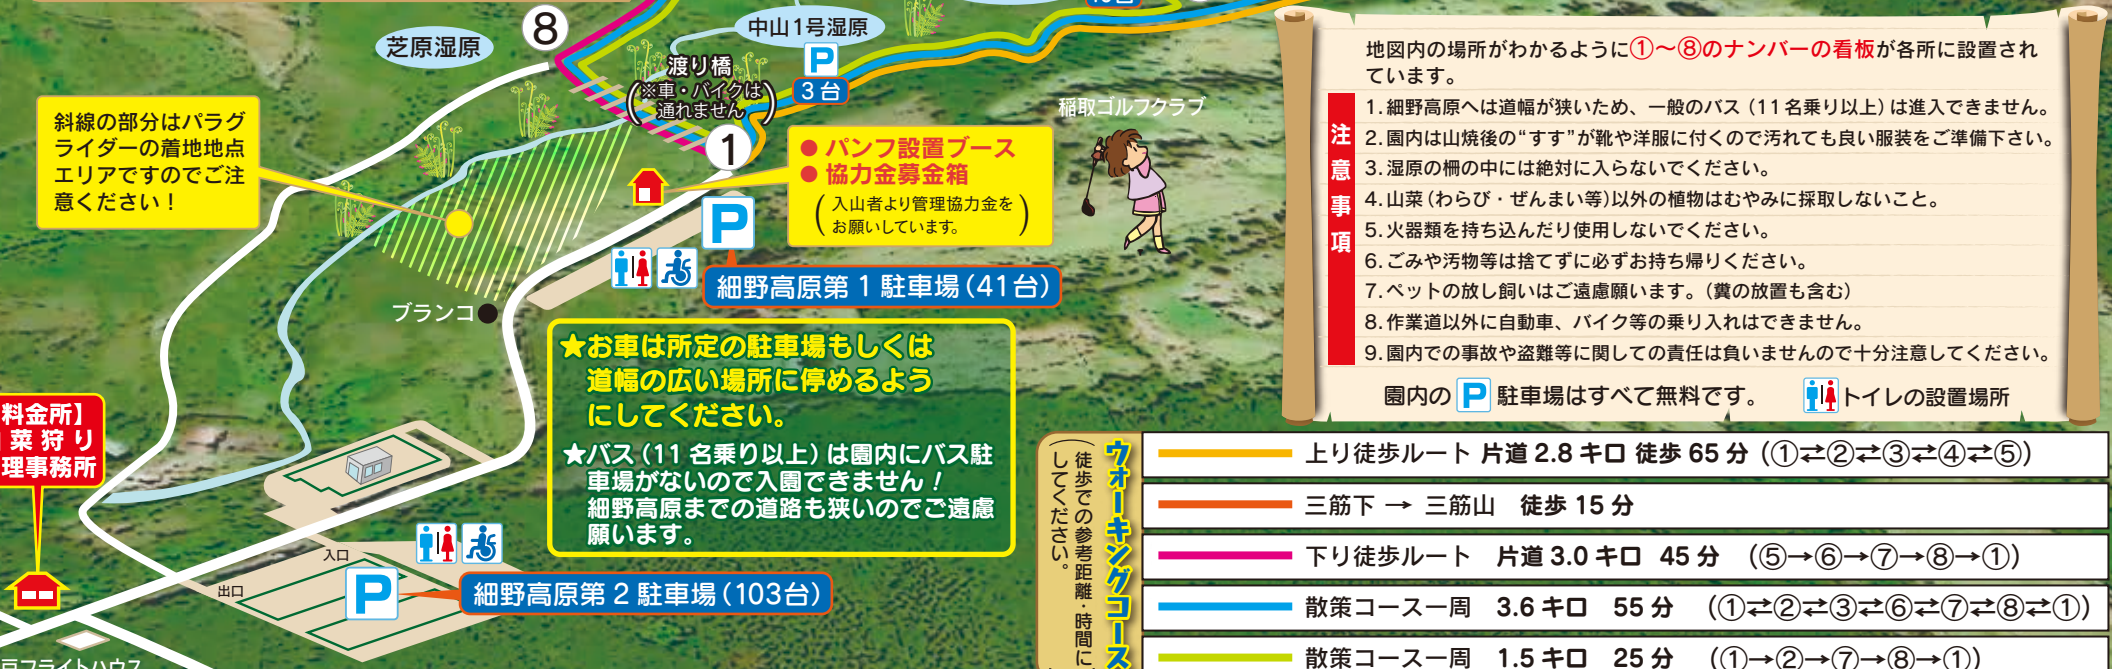 8
芝原湿原
中山1号湿原
P
3台
渡り橋
(※車・バイクは
通れません)
1
斜線の部分はパラグ
ライダーの着地地点
エリアですのでご注
意ください！
● パンフ設置ブース
● 協力金募金箱
(入山者より管理協力金を
お願いしています。)
稲取ゴルフクラブ
P
細野高原第1駐車場(41台)
ブランコ
★お車は所定の駐車場もしくは
道幅の広い場所に停めるよう
にしてください。
★バス(11名乗り以上)は園内にバス駐
車場がないので入園できません！
細野高原までの道路も狭いのでご遠慮
願います。
料金所】
菜狩り
理事務所
入口
出口
P
細野高原第2駐車場(103台)
フライトハウス
地図内の場所がわかるように①〜⑧のナンバーの看板が各所に設置され
ています。
注意事項
1.細野高原へは道幅が狭いため、一般のバス(11名乗り以上)は進入できません。
2.園内は山焼後の“すす”が靴や洋服に付くので汚れても良い服装をご準備下さい。
3.湿原の柵の中には絶対に入らないでください。
4.山菜(わらび・ぜんまい等)以外の植物はむやみに採取しないこと。
5.火器類を持ち込んだり使用しないでください。
6.ごみや汚物等は捨てずに必ずお持ち帰りください。
7.ペットの放し飼いはご遠慮願います。(糞の放置も含む)
8.作業道以外に自動車、バイク等の乗り入れはできません。
9.園内での事故や盗難等に関しての責任は負いませんので十分注意してください。
園内の P 駐車場はすべて無料です。 トイレの設置場所
ウォーキングコース
(徒歩での参考距離・時間に
してください。
上り徒歩ルート 片道 2.8 キロ 徒歩 65 分 (①⇄②⇄③⇄④⇄⑤)
三筋下 → 三筋山 徒歩 15 分
下り徒歩ルート 片道 3.0 キロ 45 分 (⑤→⑥→⑦→⑧→①)
散策コース一周 3.6 キロ 55 分 (①⇄②⇄③⇄⑥⇄⑦⇄⑧⇄①)
散策コース一周 1.5 キロ 25 分 (①→②→⑦→⑧→①)